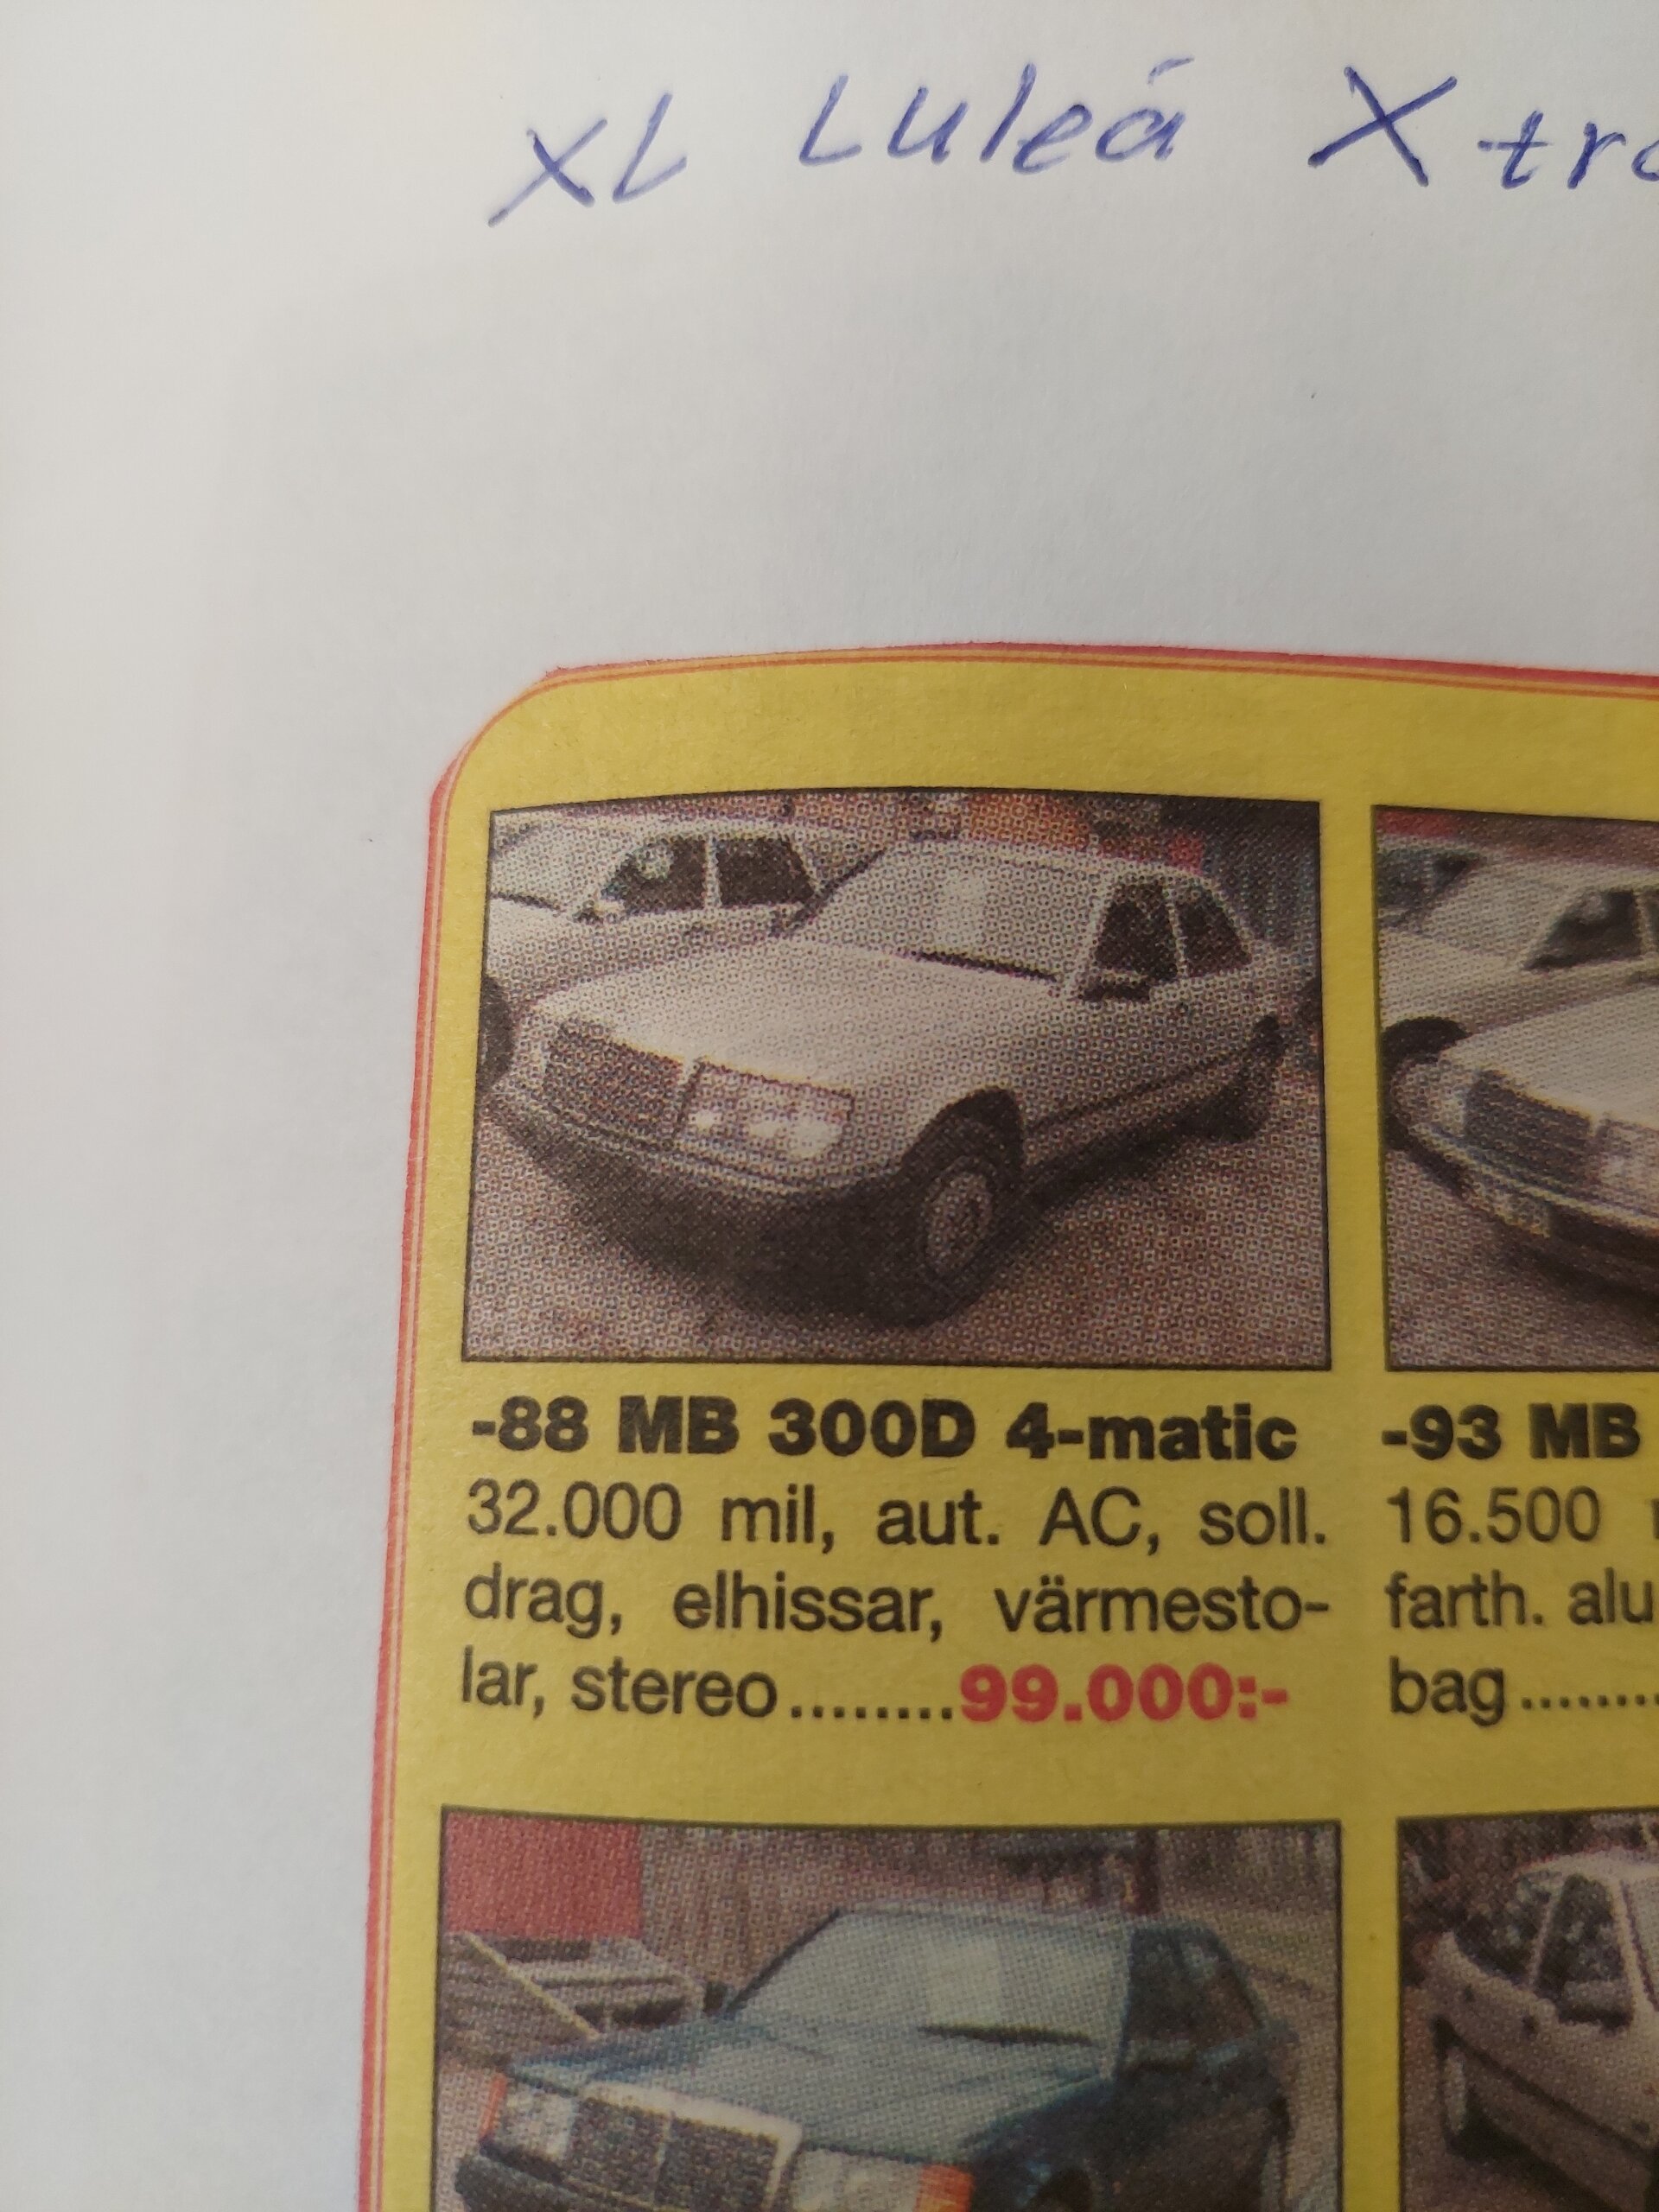 XL Luleå Xtra
-88 MB 300D 4-matic
32.000 mil, aut. AC, soll.
drag, elhissar, värmesto-
lar, stereo........99.000:-
-93 MB
16.500
farth. alu
bag........